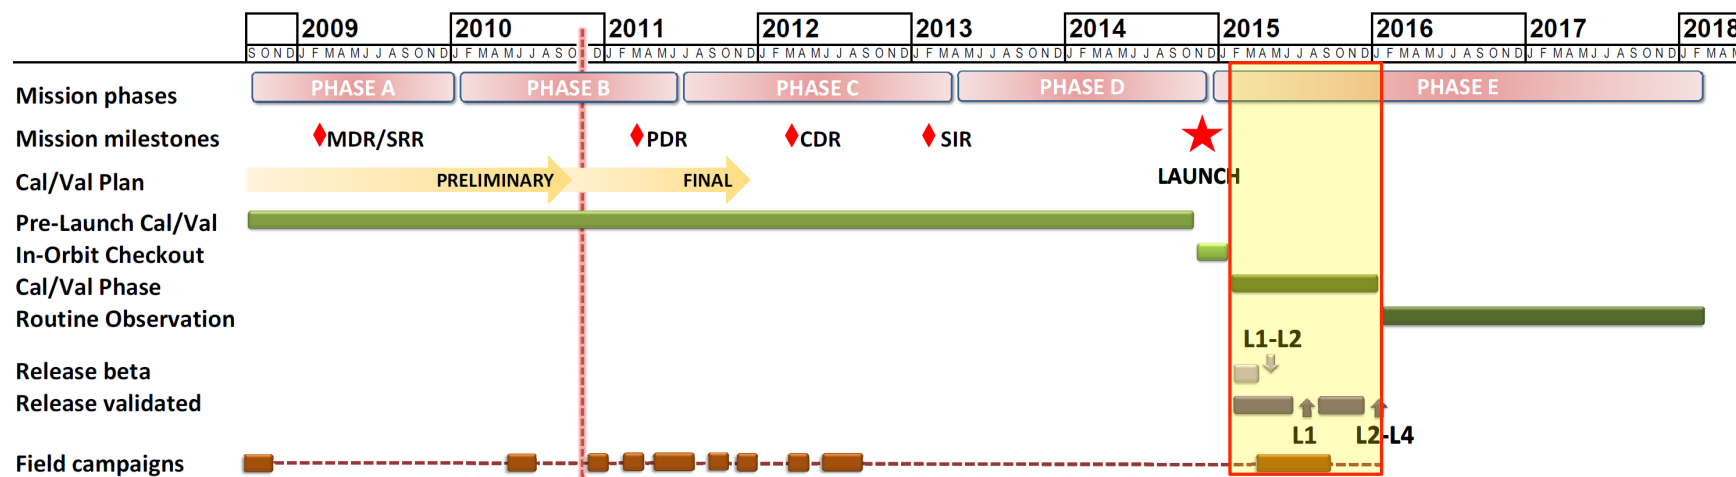 2009 2010 2011 2012 2013 2014 2015 2016 2017 2018
S O N D J F M A M J J A S O N D J F M A M J J A S O D J F M A M J J A S O N D J F M A M J J A S O N D J F M A M J J A S O N D J F M A M J J A S O N D J F M A M J J A S O N D J F M A M J J A S O N D J F M A M J J A S O N D J F M A
Mission phases PHASE A PHASE B PHASE C PHASE D PHASE E
Mission milestones MDR/SRR PDR CDR SIR
LAUNCH
Cal/Val Plan PRELIMINARY FINAL
Pre-Launch Cal/Val
In-Orbit Checkout
Cal/Val Phase
Routine Observation
L1-L2
Release beta
Release validated
L1 L2-L4
Field campaigns